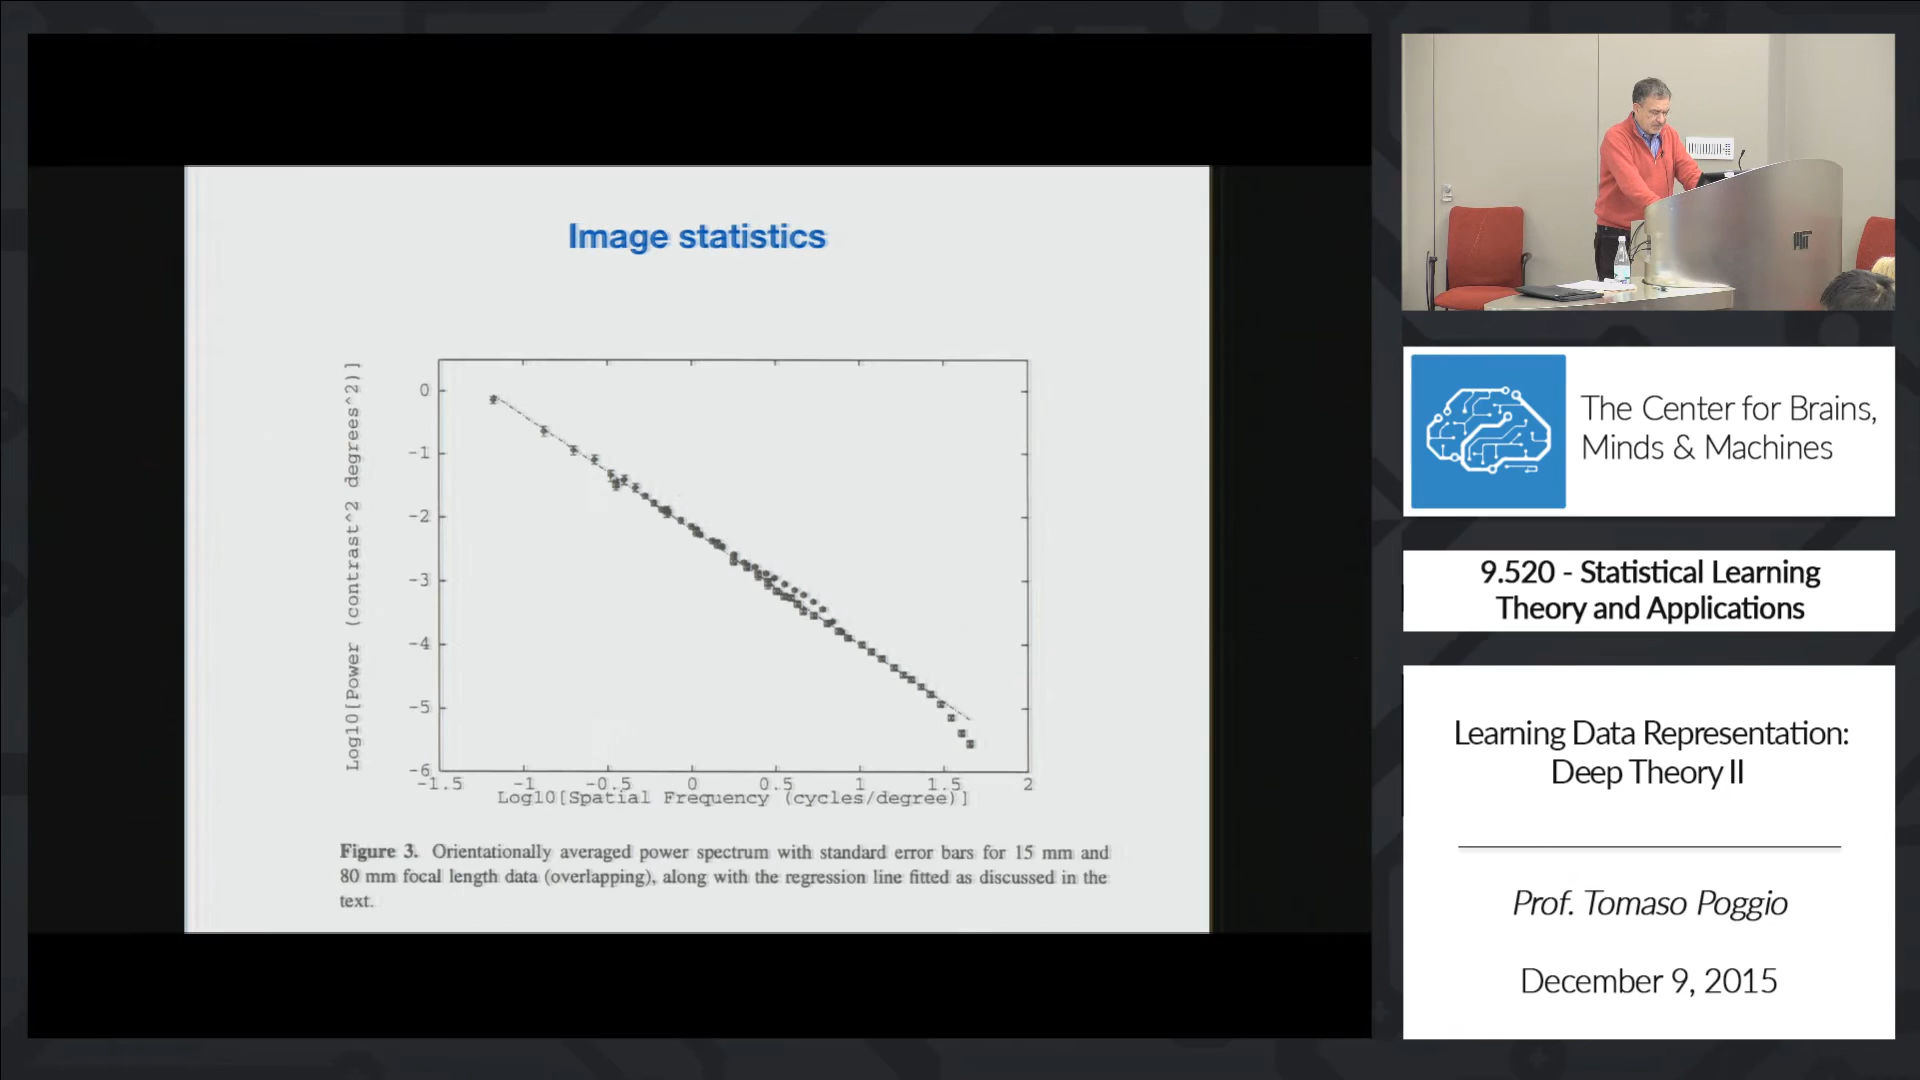 Image statistics
Log10[Power (contrast^2 degrees^2)]
0
-1
-2
-3
-4
-5
-6
-1.5 -1 -0.5 0 0.5 1 1.5 2
Log10[Spatial Frequency (cycles/degree)]
Figure 3. Orientationally averaged power spectrum with standard error bars for 15 mm and
80 mm focal length data (overlapping), along with the regression line fitted as discussed in the
text.
MIT
The Center for Brains,
Minds & Machines
9.520 - Statistical Learning
Theory and Applications
Learning Data Representation:
Deep Theory II
Prof. Tomaso Poggio
December 9, 2015